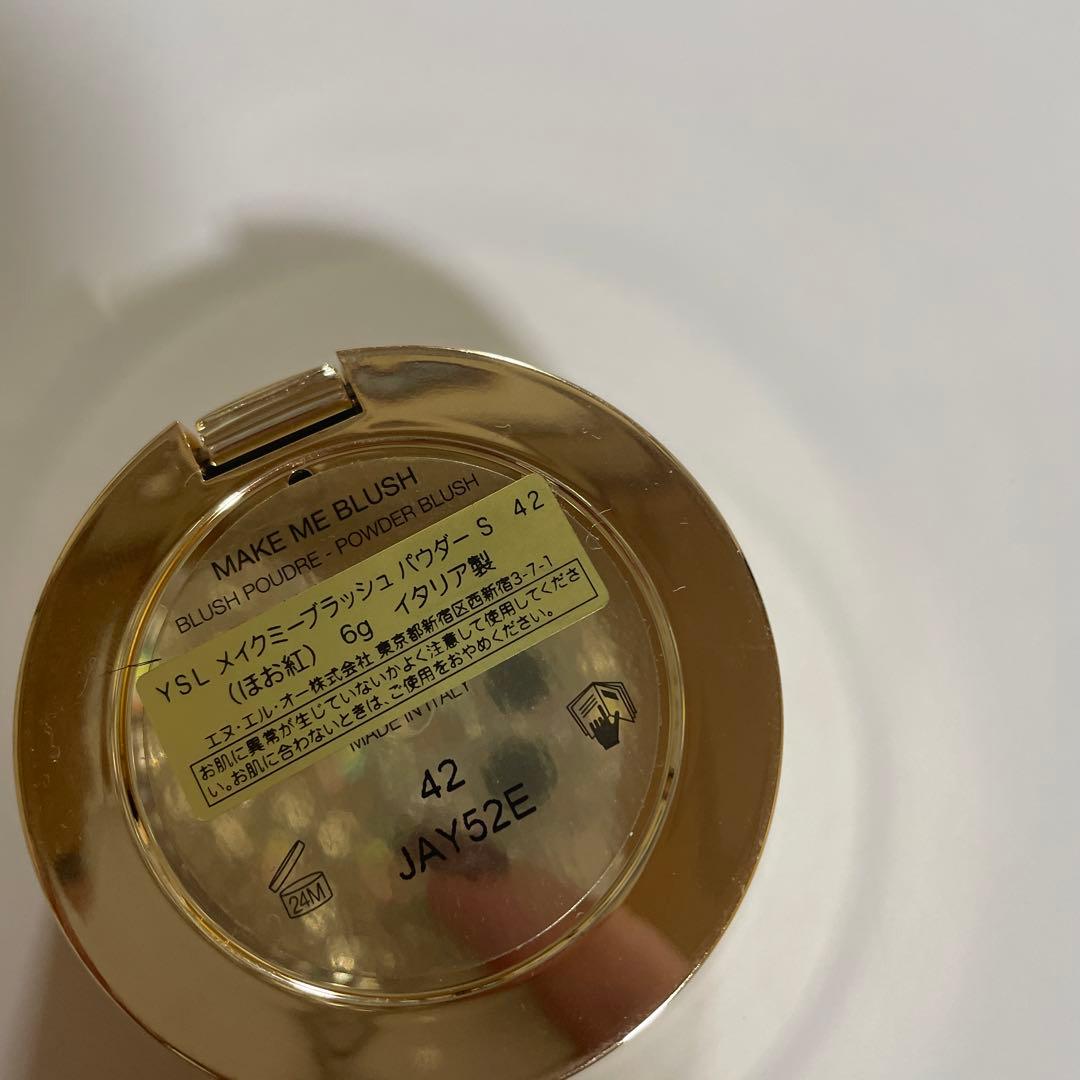 MAKE ME BLUSH
BLUSH POUDRE - POWDER BLUSH
YSL メイクミーブラッシュ パウダー S 42
(ほお紅) 6g イタリア製
エヌ・エル・オー株式会社 東京都新宿区西新宿3-7-1
お肌に異常が生じていないかよく注意して使用してくださ
い。お肌に合わないときは、ご使用をおやめください。
MADE IN ITALY
42
JAY52E
24M